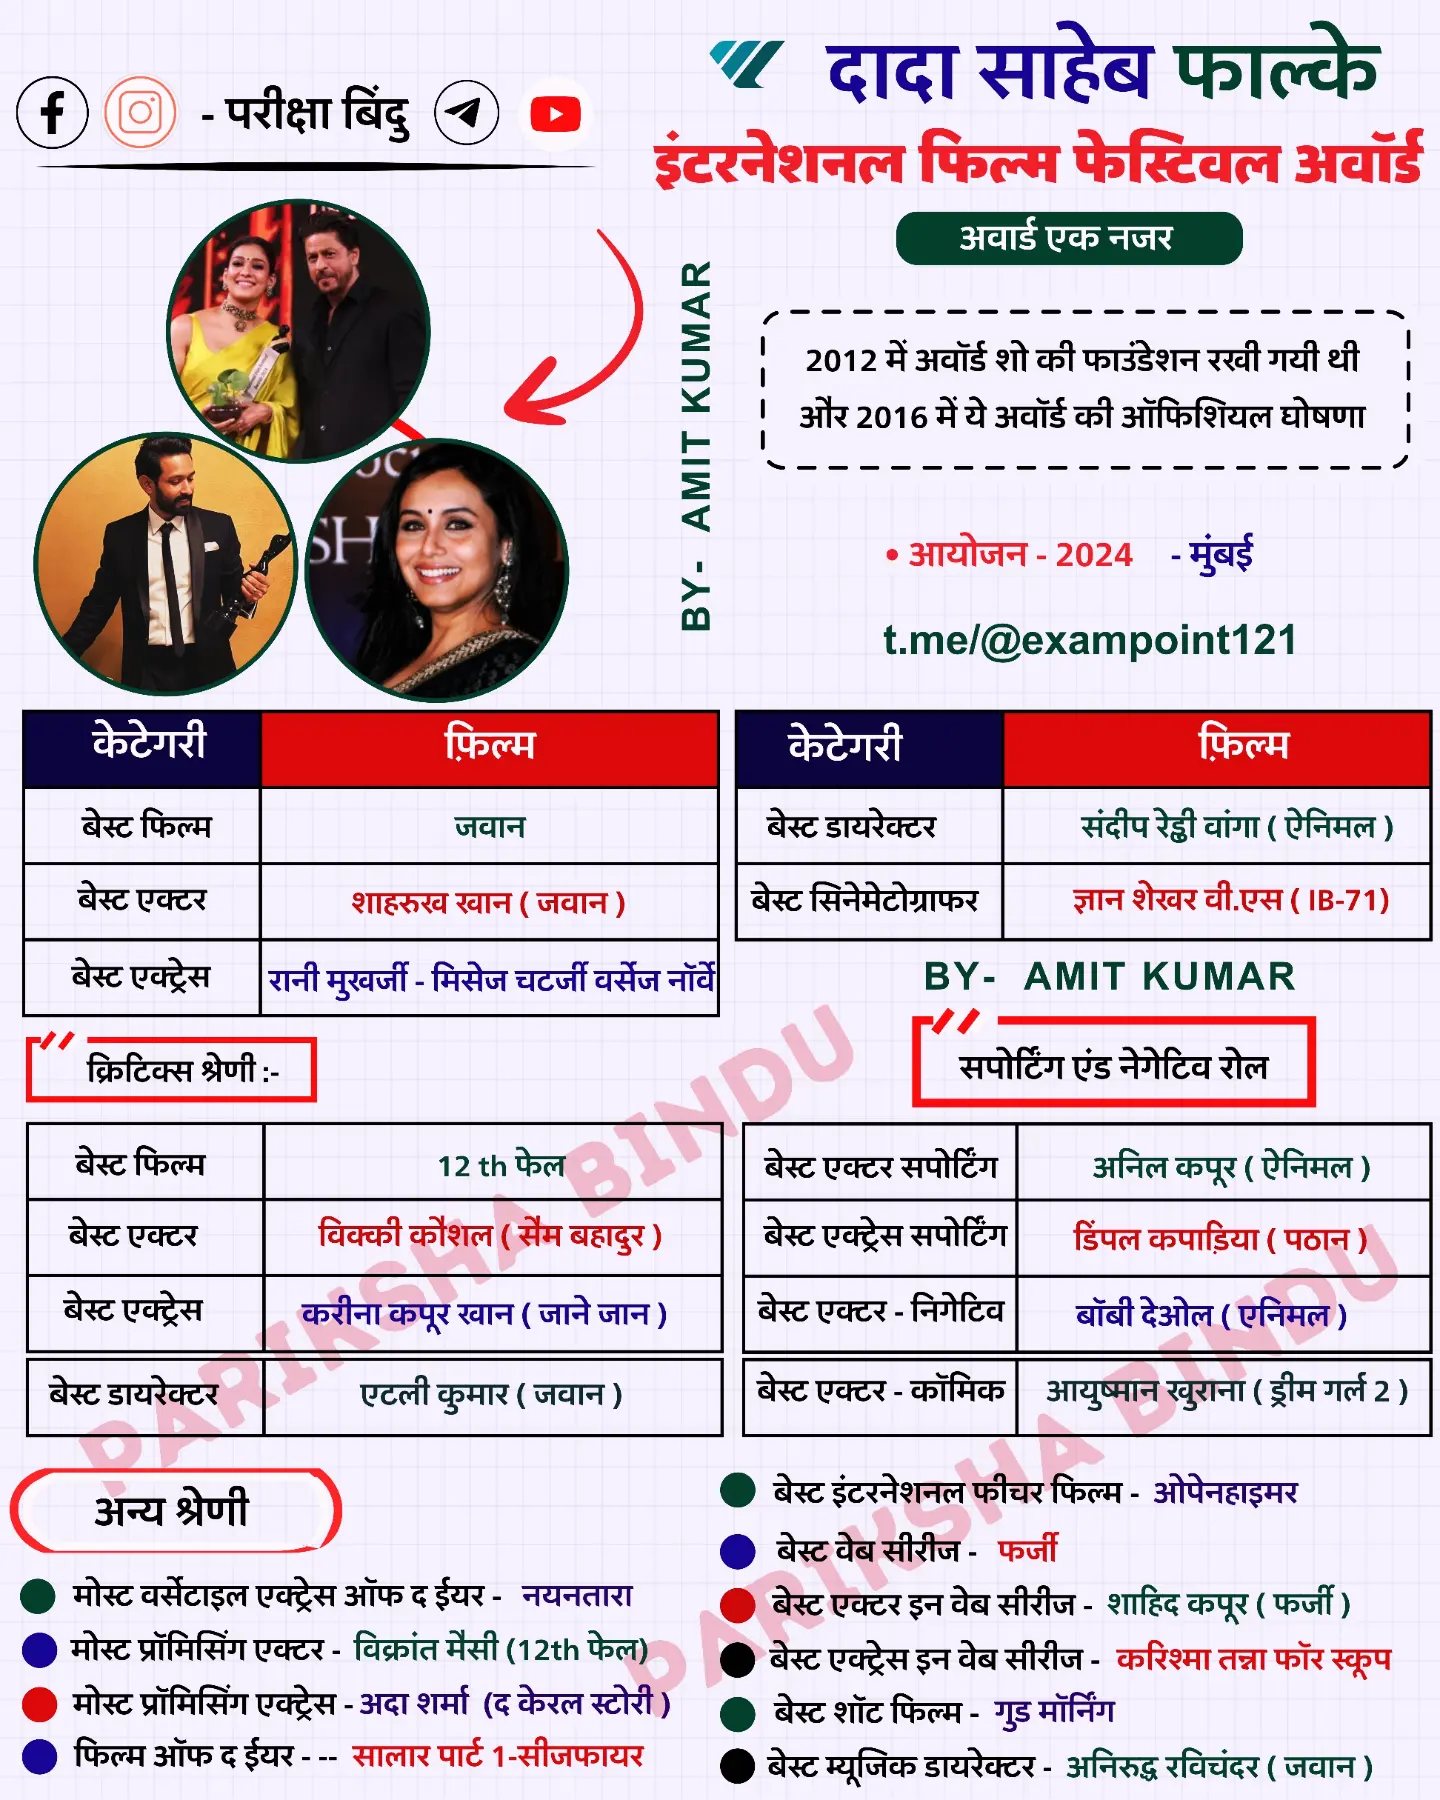 - परीक्षा बिंदु
दादा साहेब फाल्के
इंटरनेशनल फिल्म फेस्टिवल अवॉर्ड
अवार्ड एक नजर
2012 में अवॉर्ड शो की फाउंडेशन रखी गयी थी
और 2016 में ये अवॉर्ड की ऑफिशियल घोषणा
BY- AMIT KUMAR
• आयोजन - 2024 - मुंबई
t.me/@exampoint121
केटेगरी फ़िल्म
बेस्ट फिल्म जवान
बेस्ट एक्टर शाहरुख खान ( जवान )
बेस्ट एक्ट्रेस रानी मुखर्जी - मिसेज चटर्जी वर्सेज नॉर्वे
केटेगरी फ़िल्म
बेस्ट डायरेक्टर संदीप रेड्डी वांगा ( ऐनिमल )
बेस्ट सिनेमेटोग्राफर ज्ञान शेखर वी.एस ( IB-71)
BY- AMIT KUMAR
क्रिटिक्स श्रेणी :-
बेस्ट फिल्म 12 th फेल
बेस्ट एक्टर विक्की कौशल ( सैम बहादुर )
बेस्ट एक्ट्रेस करीना कपूर खान ( जाने जान )
बेस्ट डायरेक्टर एटली कुमार ( जवान )
सपोर्टिंग एंड नेगेटिव रोल
बेस्ट एक्टर सपोर्टिंग अनिल कपूर ( ऐनिमल )
बेस्ट एक्ट्रेस सपोर्टिंग डिंपल कपाड़िया ( पठान )
बेस्ट एक्टर - निगेटिव बॉबी देओल ( एनिमल )
बेस्ट एक्टर - कॉमिक आयुष्मान खुराना ( ड्रीम गर्ल 2 )
PARIKSHA BINDU
PARIKSHA BINDU
अन्य श्रेणी
मोस्ट वर्सेटाइल एक्ट्रेस ऑफ द ईयर - नयनतारा
मोस्ट प्रॉमिसिंग एक्टर - विक्रांत मैसी (12th फेल)
मोस्ट प्रॉमिसिंग एक्ट्रेस - अदा शर्मा (द केरल स्टोरी )
फिल्म ऑफ द ईयर - -- सालार पार्ट 1-सीजफायर
बेस्ट इंटरनेशनल फीचर फिल्म - ओपेनहाइमर
बेस्ट वेब सीरीज - फर्जी
बेस्ट एक्टर इन वेब सीरीज - शाहिद कपूर ( फर्जी )
बेस्ट एक्ट्रेस इन वेब सीरीज - करिश्मा तन्ना फॉर स्कूप
बेस्ट शॉट फिल्म - गुड मॉर्निंग
बेस्ट म्यूजिक डायरेक्टर - अनिरुद्ध रविचंदर ( जवान )